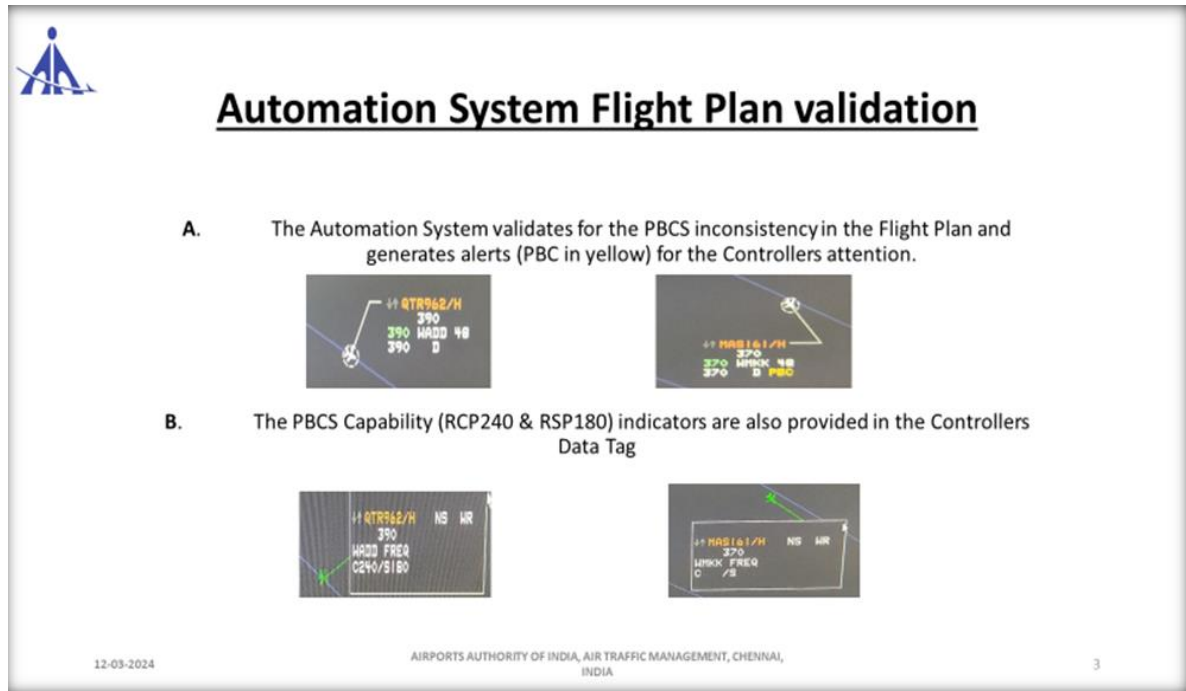 Automation System Flight Plan validation
A. The Automation System validates for the PBCS inconsistency in the Flight Plan and
generates alerts (PBC in yellow) for the Controllers attention.
↓↑ QTR962/H
390
390 WADD 48
390 D
↓↑ MAS161/H
370
370 WMKK 48
370 D PBC
B. The PBCS Capability (RCP240 & RSP180) indicators are also provided in the Controllers
Data Tag
↓↑ QTR962/H NS WR
390
WADD FREQ
C240/S180
↓↑ MAS161/H NS WR
370
WMKK FREQ
C /S
12-03-2024
AIRPORTS AUTHORITY OF INDIA, AIR TRAFFIC MANAGEMENT, CHENNAI,
INDIA
3